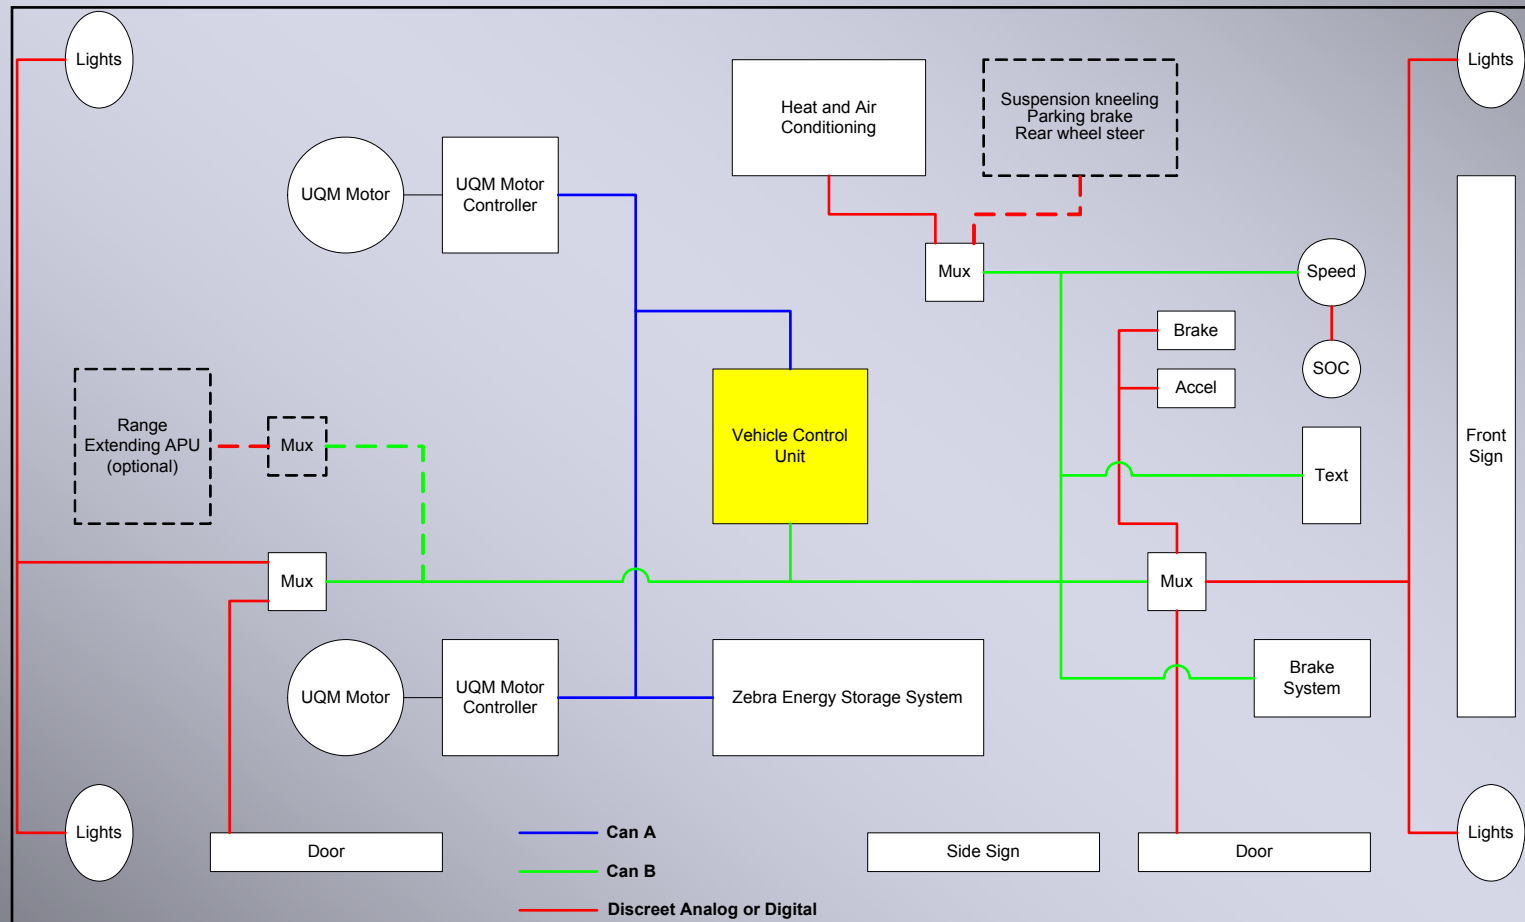 Lights
Lights
Heat and Air
Conditioning
Suspension kneeling
Parking brake
Rear wheel steer
UQM Motor
UQM Motor
Controller
Mux
Speed
Brake
SOC
Accel
Range
Extending APU
(optional)
Mux
Vehicle Control
Unit
Front
Sign
Text
Mux
Mux
UQM Motor
UQM Motor
Controller
Zebra Energy Storage System
Brake
System
Lights
Lights
Door
Can A
Side Sign
Door
Can B
Discreet Analog or Digital